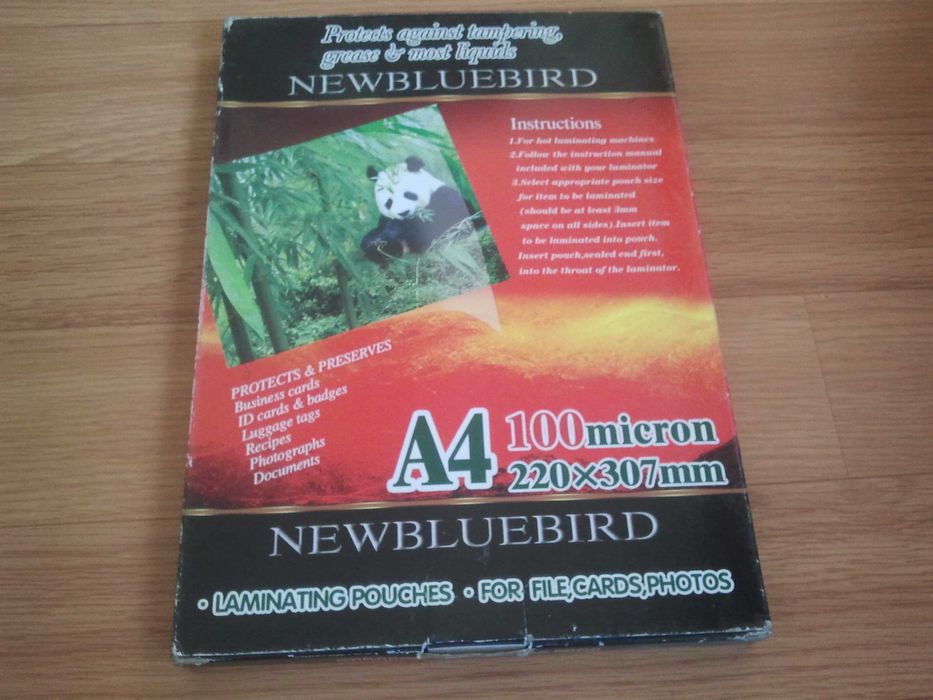 Protects against tampering,
grease & most liquids
NEWBLUEBIRD
Instructions
1.For hot laminating machines
2.Follow the instruction manual
included with your laminator
3.Select appropriate pouch size
for item to be laminated
(should be at least 3mm
space on all sides).Insert item
to be laminated into pouch.
Insert pouch,sealed end first,
into the throat of the laminator.
PROTECTS & PRESERVES
Business cards
ID cards & badges
Luggage tags
Recipes
Photographs
Documents
A4 100micron
220×307mm
NEWBLUEBIRD
• LAMINATING POUCHES • FOR FILE,CARDS,PHOTOS